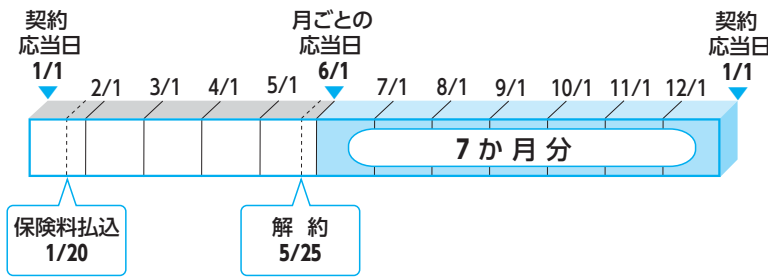 契約
応当日
1/1
月ごとの
応当日
6/1
契約
応当日
1/1
2/1 3/1 4/1 5/1 7/1 8/1 9/1 10/1 11/1 12/1
7か月分
保険料払込
1/20
解 約
5/25